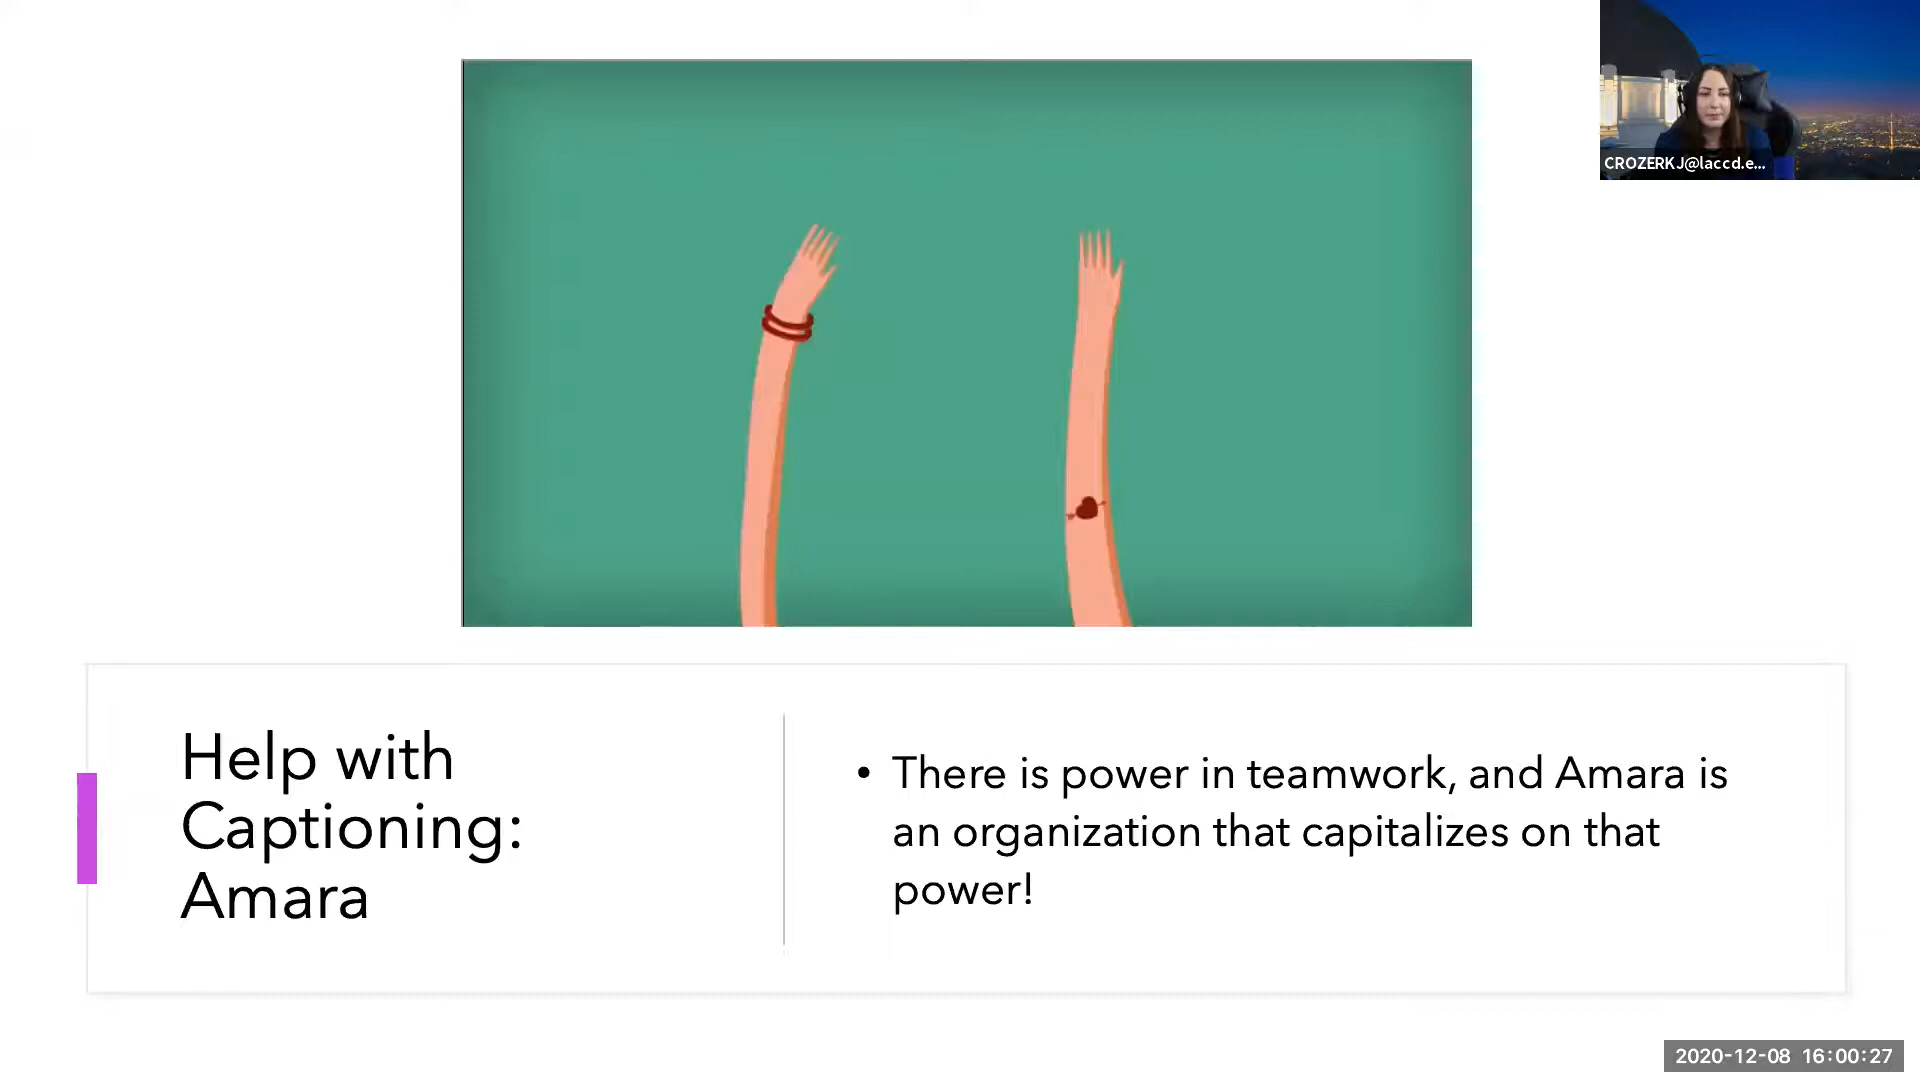 CROZERKJ@laccd.e...
Help with
Captioning:
Amara
• There is power in teamwork, and Amara is
an organization that capitalizes on that
power!
2020-12-08 16:00:27